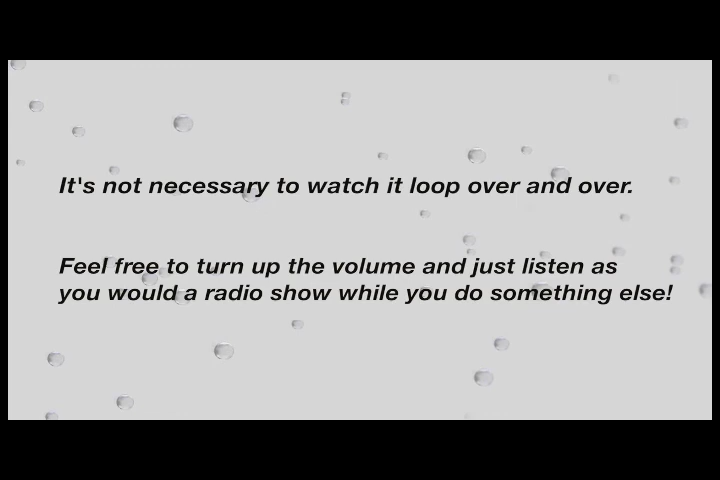 It's not necessary to watch it loop over and over.
Feel free to turn up the volume and just listen as
you would a radio show while you do something else!